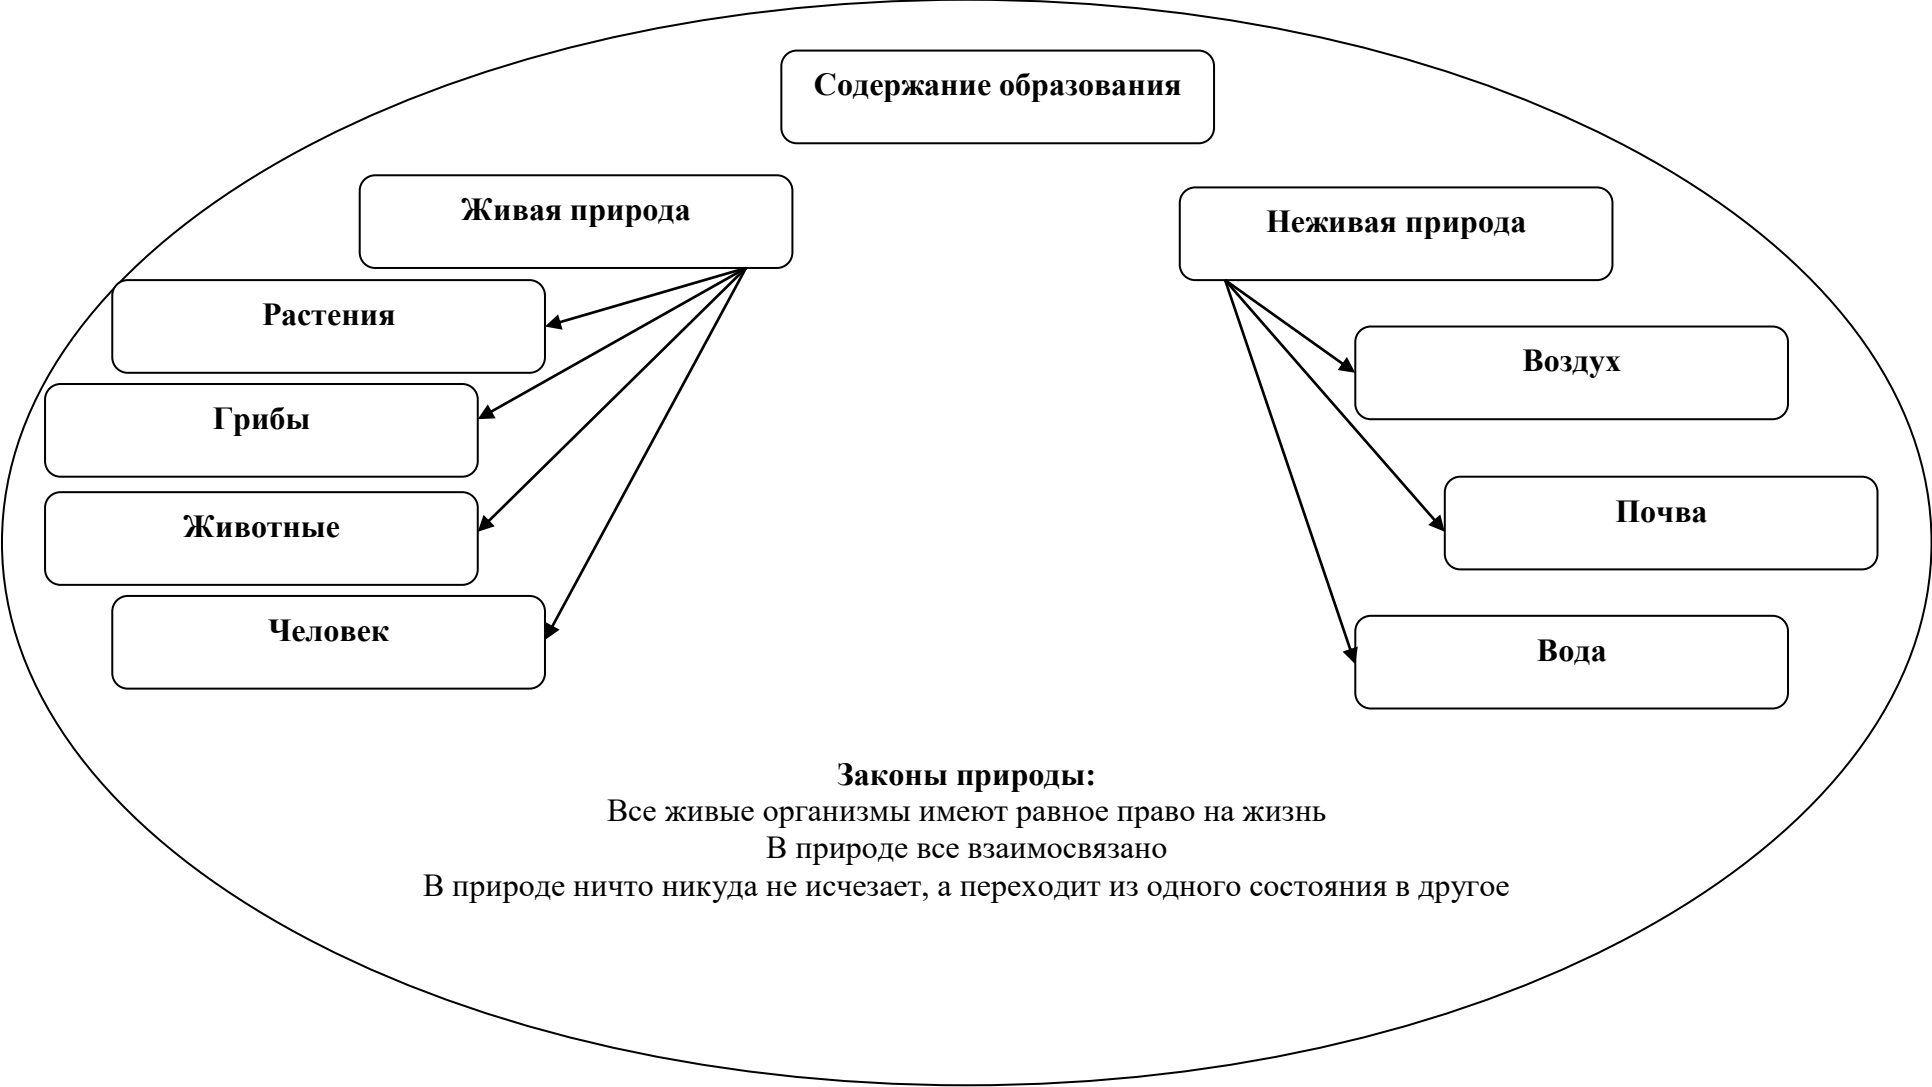 Содержание образования
Живая природа
Неживая природа
Растения
Воздух
Грибы
Почва
Животные
Человек
Вода
Законы природы:
Все живые организмы имеют равное право на жизнь
В природе все взаимосвязано
В природе ничто никуда не исчезает, а переходит из одного состояния в другое